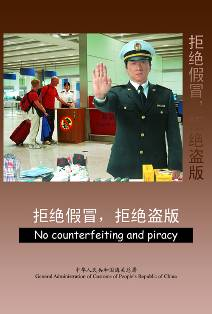 拒绝假冒，拒绝盗版
拒绝假冒，拒绝盗版
No counterfeiting and piracy
中华人民共和国海关总署
General Administration of Customs of People's Republic of China